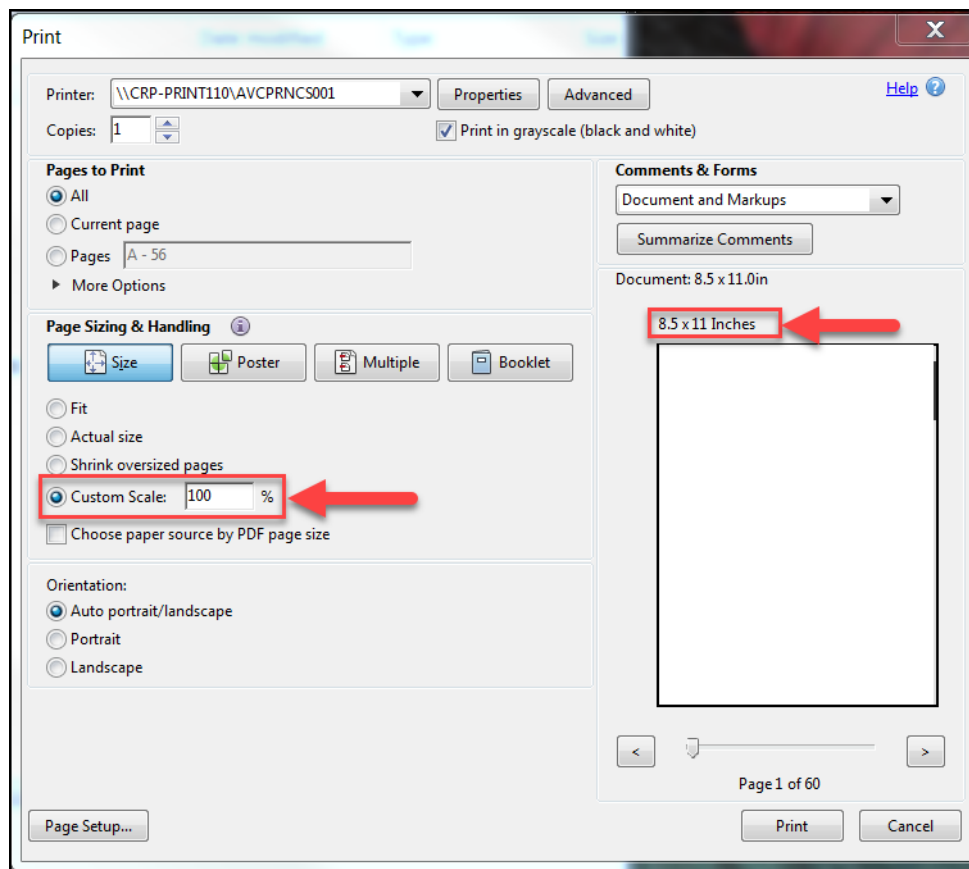 Print
Date modified Type Size
Printer: \\CRP-PRINT110\AVCPRNCS001 Properties Advanced Help
Copies: 1 Print in grayscale (black and white)
Pages to Print
All
Current page
Pages A - 56
More Options
Comments & Forms
Document and Markups
Summarize Comments
Page Sizing & Handling
Size Poster Multiple Booklet
Fit
Actual size
Shrink oversized pages
Custom Scale: 100 %
Choose paper source by PDF page size
Orientation:
Auto portrait/landscape
Portrait
Landscape
Document: 8.5 x 11.0in
8.5 x 11 Inches
< >
Page 1 of 60
Page Setup... Print Cancel